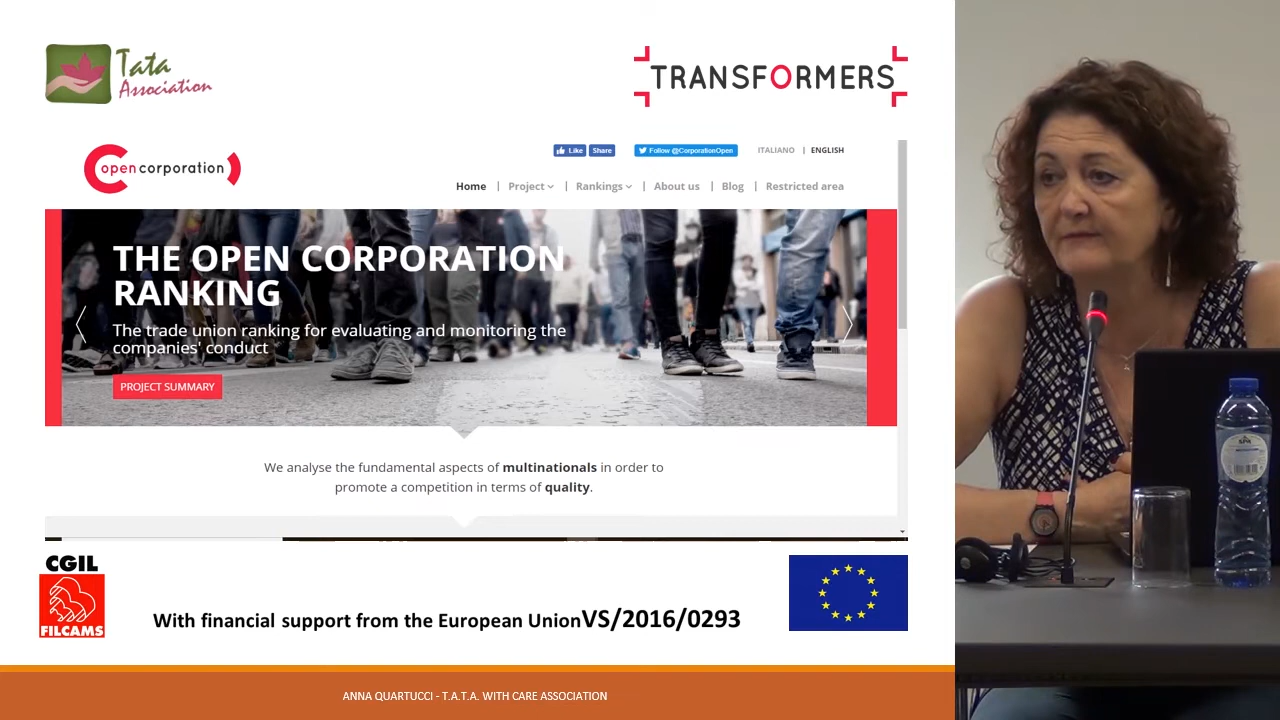 Tata
Association
TRANSFORMERS
open corporation
Like
Share
Follow @CorporationOpen
ITALIANO | ENGLISH
Home | Project | Rankings | About us | Blog | Restricted area
THE OPEN CORPORATION
RANKING
The trade union ranking for evaluating and monitoring the
companies' conduct
PROJECT SUMMARY
We analyse the fundamental aspects of multinationals in order to
promote a competition in terms of quality.
CGIL
FILCAMS
With financial support from the European UnionVS/2016/0293
ANNA QUARTUCCI - T.A.T.A. WITH CARE ASSOCIATION
SPA